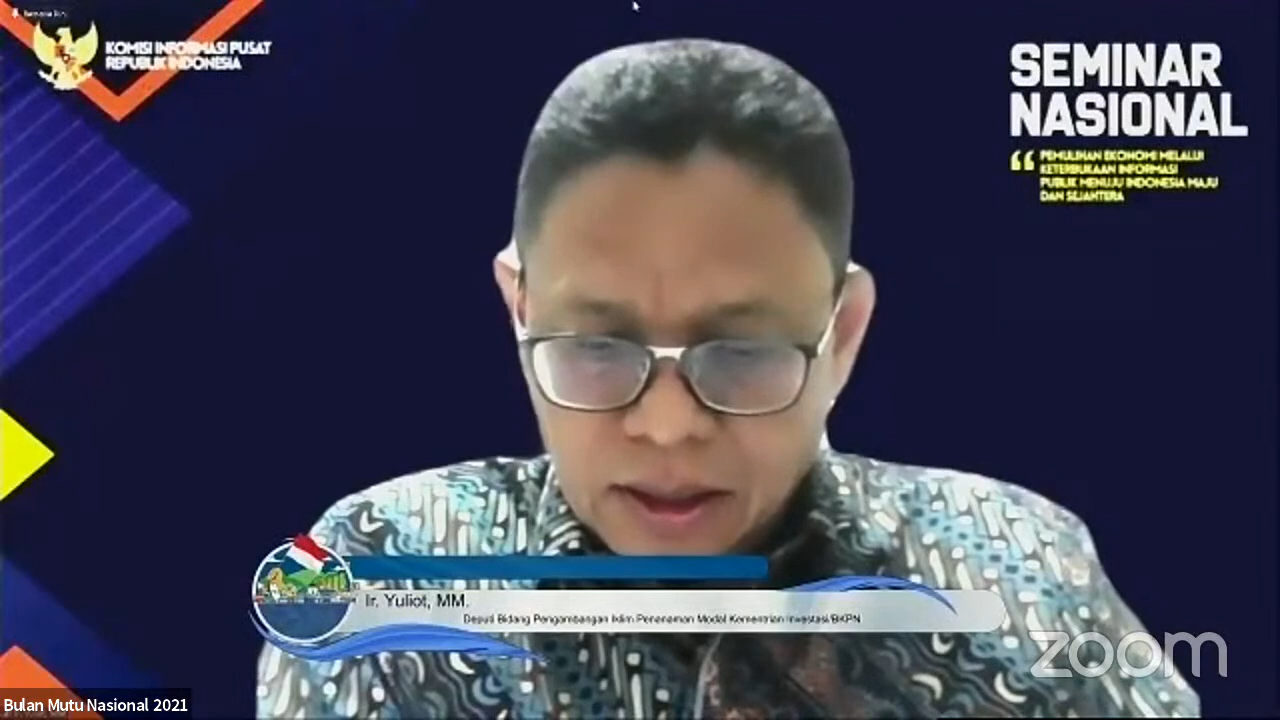 KOMISI INFORMASI PUSAT
REPUBLIK INDONESIA
SEMINAR
NASIONAL
“ PEMULIHAN EKONOMI MELALUI
KETERBUKAAN INFORMASI
PUBLIK MENUJU INDONESIA MAJU
DAN SEJAHTERA
Ir. Yuliot, MM.
Deputi Bidang Pengambangan Iklim Penanaman Modal Kementrian Investasi/BKPN
zoom
Bulan Mutu Nasional 2021